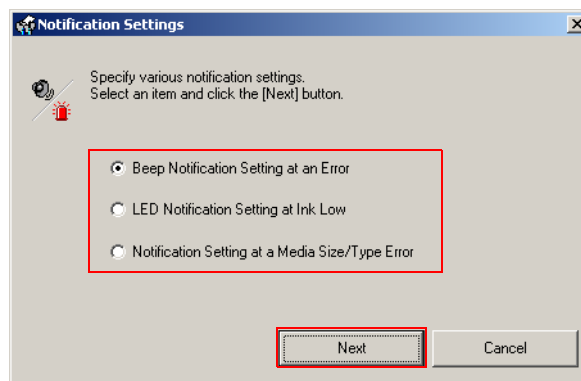 Notification Settings
Specify various notification settings.
Select an item and click the [Next] button.
Beep Notification Setting at an Error
LED Notification Setting at Ink Low
Notification Setting at a Media Size/Type Error
Next
Cancel